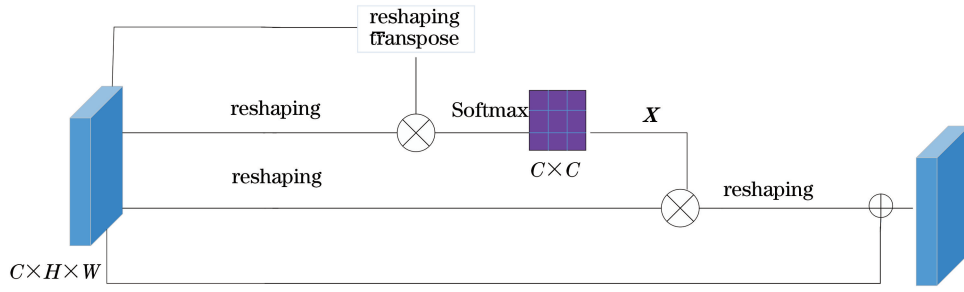 reshaping
transpose
reshaping
Softmax
X
C×C
reshaping
reshaping
C×H×W